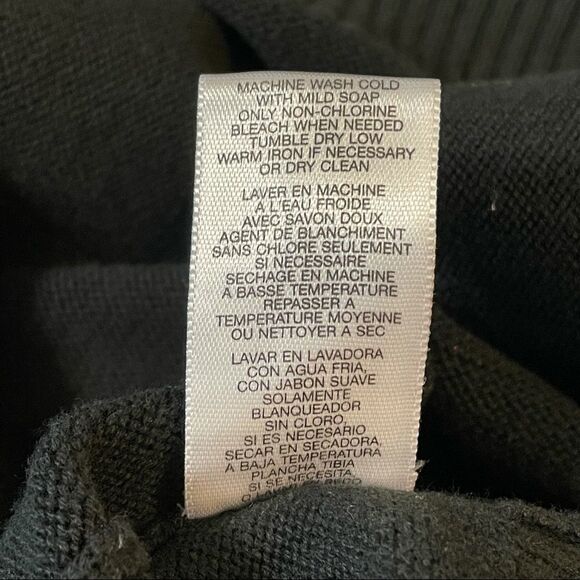 MACHINE WASH COLD
WITH MILD SOAP
ONLY NON-CHLORINE
BLEACH WHEN NEEDED
TUMBLE DRY LOW
WARM IRON IF NECESSARY
OR DRY CLEAN
LAVER EN MACHINE
A L'EAU FROIDE
AVEC SAVON DOUX
AGENT DE BLANCHIMENT
SANS CHLORE SEULEMENT
SI NECESSAIRE
SECHAGE EN MACHINE
A BASSE TEMPERATURE
REPASSER A
TEMPERATURE MOYENNE
OU NETTOYER A SEC
LAVAR EN LAVADORA
CON AGUA FRIA,
CON JABON SUAVE
SOLAMENTE
BLANQUEADOR
SIN CLORO,
SI ES NECESARIO
SECAR EN SECADORA,
A BAJA TEMPERATURA
PLANCHA TIBIA
SI SE NECESITA